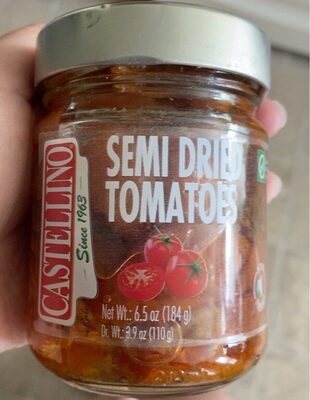 CASTELLINO
Since 1963
SEMI DRIED
TOMATOES
Net Wt.: 6.5 oz (184 g)
Dr. Wt.: 3.9 oz (110 g)